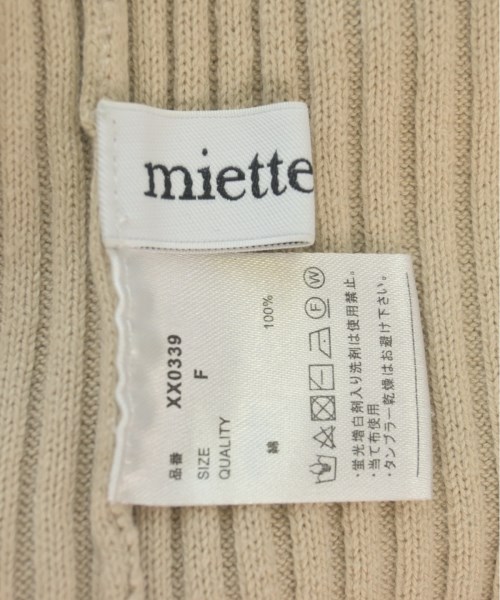 miette
品番 XX0339
SIZE F
QUALITY
綿 100%
・蛍光増白剤入り洗剤は使用禁止。
・当て布使用
・タンブラー乾燥はお避け下さい。